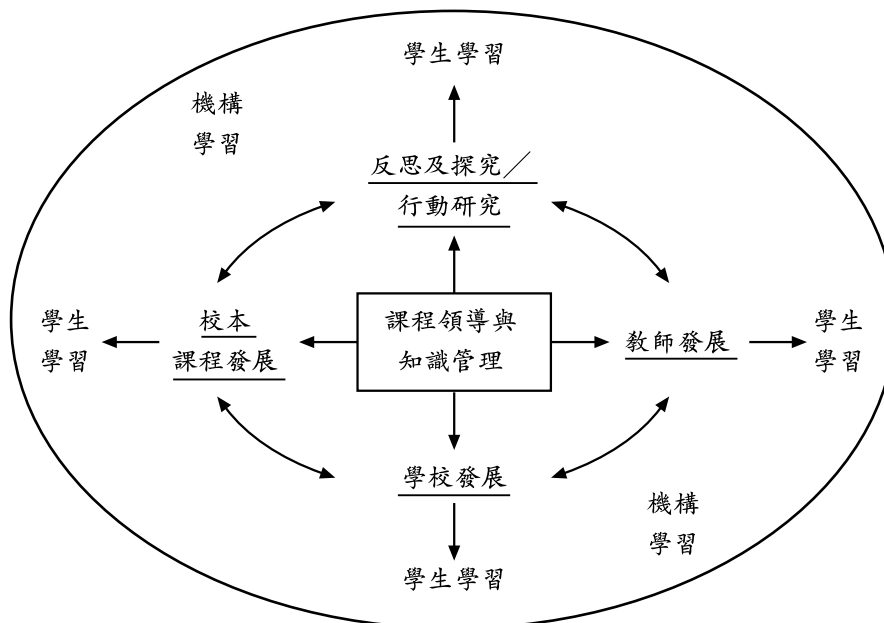 學生學習
機構
學習
反思及探究／
行動研究
學生
學習
校本
課程發展
課程領導與
知識管理
教師發展
學生
學習
學校發展
機構
學習
學生學習